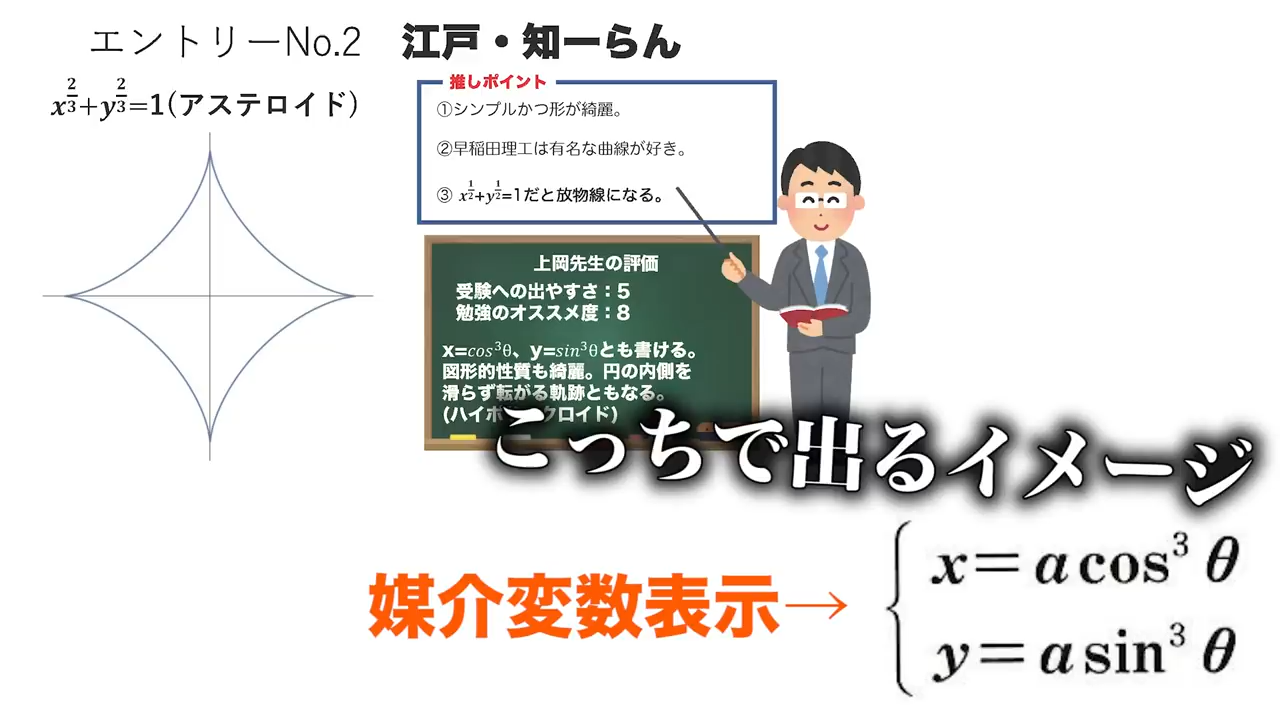 エントリーNo.2 江戸・知ーらん
x^{2/3}+y^{2/3}=1(アステロイド)
推しポイント
①シンプルかつ形が綺麗。
②早稲田理工は有名な曲線が好き。
③ x^{1/2}+y^{1/2}=1だと放物線になる。
上岡先生の評価
受験への出やすさ：5
勉強のオススメ度：8
x=cos³θ、y=sin³θとも書ける。
図形的性質も綺麗。円の内側を
滑らず転がる軌跡ともなる。
(ハイポ クロイド)
こっちで出るイメージ
媒介変数表示→
x=a cos³ θ
y=a sin³ θ